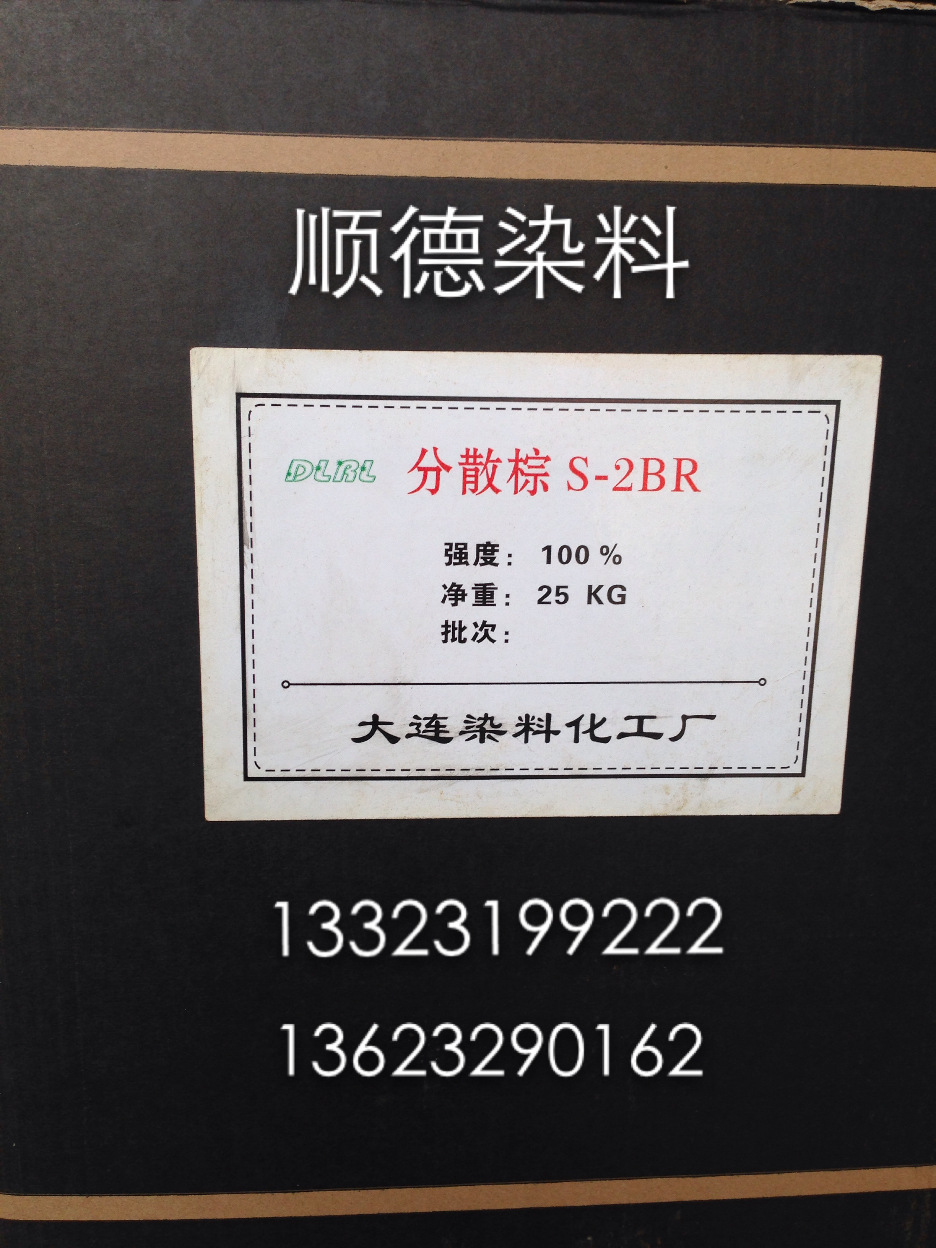 顺德染料
DLRL 分散棕 S-2BR
强度： 100 %
净重： 25 KG
批次：
大连染料化工厂
13323199222
13623290162